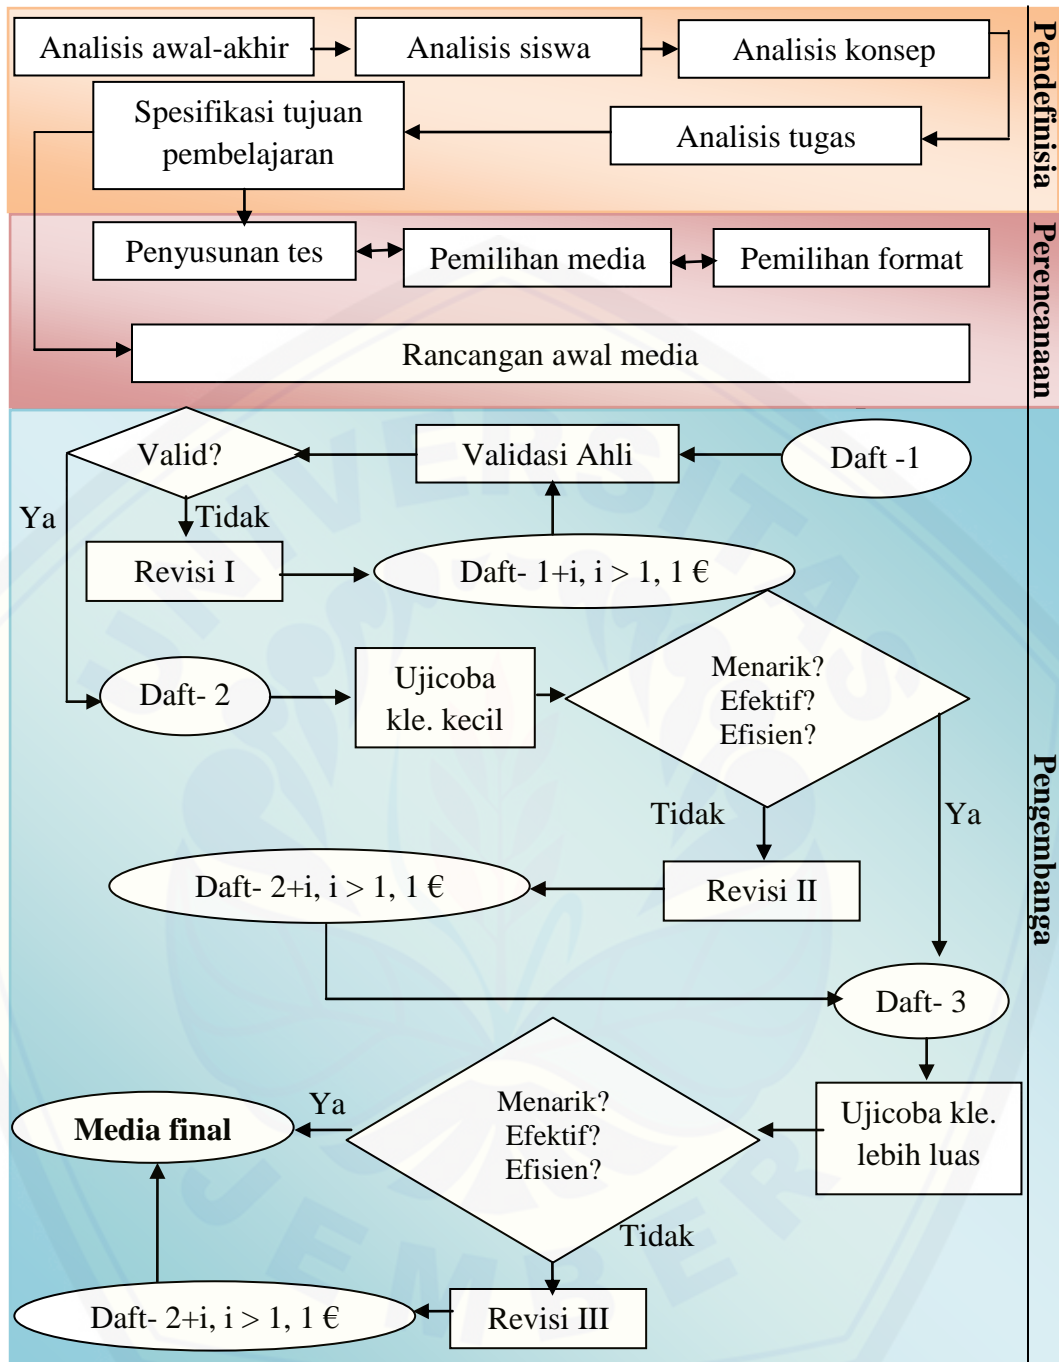 Analisis awal-akhir
Analisis siswa
Analisis konsep
Spesifikasi tujuan
pembelajaran
Analisis tugas
Pendefinisia
Penyusunan tes
Pemilihan media
Pemilihan format
Rancangan awal media
Perencanaan
Valid?
Validasi Ahli
Daft -1
Ya
Tidak
Revisi I
Daft- 1+i, i > 1, 1 €
Daft- 2
Ujicoba
kle. kecil
Menarik?
Efektif?
Efisien?
Tidak
Ya
Daft- 2+i, i > 1, 1 €
Revisi II
Pengembanga
Daft- 3
Media final
Ya
Menarik?
Efektif?
Efisien?
Ujicoba kle.
lebih luas
Tidak
Daft- 2+i, i > 1, 1 €
Revisi III
UNIVERSITAS
JEMBER